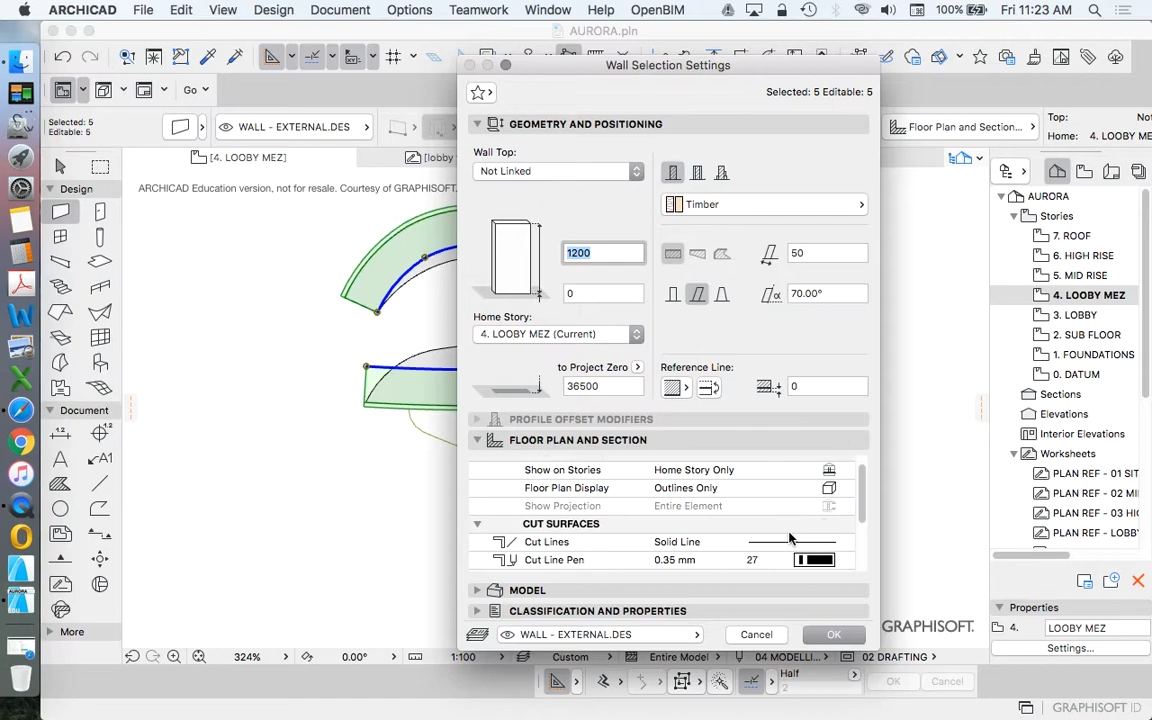 ARCHICAD File Edit View Design Document Options Teamwork Window Help OpenBIM 100% Fri 11:23 AM
AURORA.pln
Wall Selection Settings
Go
Selected: 5 Editable: 5
Selected: 5
Editable: 5
WALL - EXTERNAL.DES
GEOMETRY AND POSITIONING
Floor Plan and Section...
Top: Not
Home: 4. LOOBY MEZ
[4. LOOBY MEZ]
[lobby
ARCHICAD Education version, not for resale. Courtesy of GRAPHISOFT.
Wall Top:
Not Linked
Timber
1200
50
0
70.00°
Home Story:
4. LOOBY MEZ (Current)
to Project Zero
Reference Line:
36500
0
PROFILE OFFSET MODIFIERS
FLOOR PLAN AND SECTION
Show on Stories Home Story Only
Floor Plan Display Outlines Only
Show Projection Entire Element
CUT SURFACES
Cut Lines Solid Line
Cut Line Pen 0.35 mm 27
MODEL
CLASSIFICATION AND PROPERTIES
WALL - EXTERNAL.DES
Cancel
OK
Design
Document
A
A1
1.2
More
AURORA
Stories
7. ROOF
6. HIGH RISE
5. MID RISE
4. LOOBY MEZ
3. LOBBY
2. SUB FLOOR
1. FOUNDATIONS
0. DATUM
Sections
Elevations
Interior Elevations
Worksheets
PLAN REF - 01 SIT
PLAN REF - 02 MI
PLAN REF - 03 HIG
PLAN REF - LOBBY
Properties
4. LOOBY MEZ
Settings...
GRAPHISOFT.
324% 0.00° 1:100 Custom Entire Model 04 MODELLI... 02 DRAFTING
Half
2
OK
Cancel
GRAPHISOFT ID